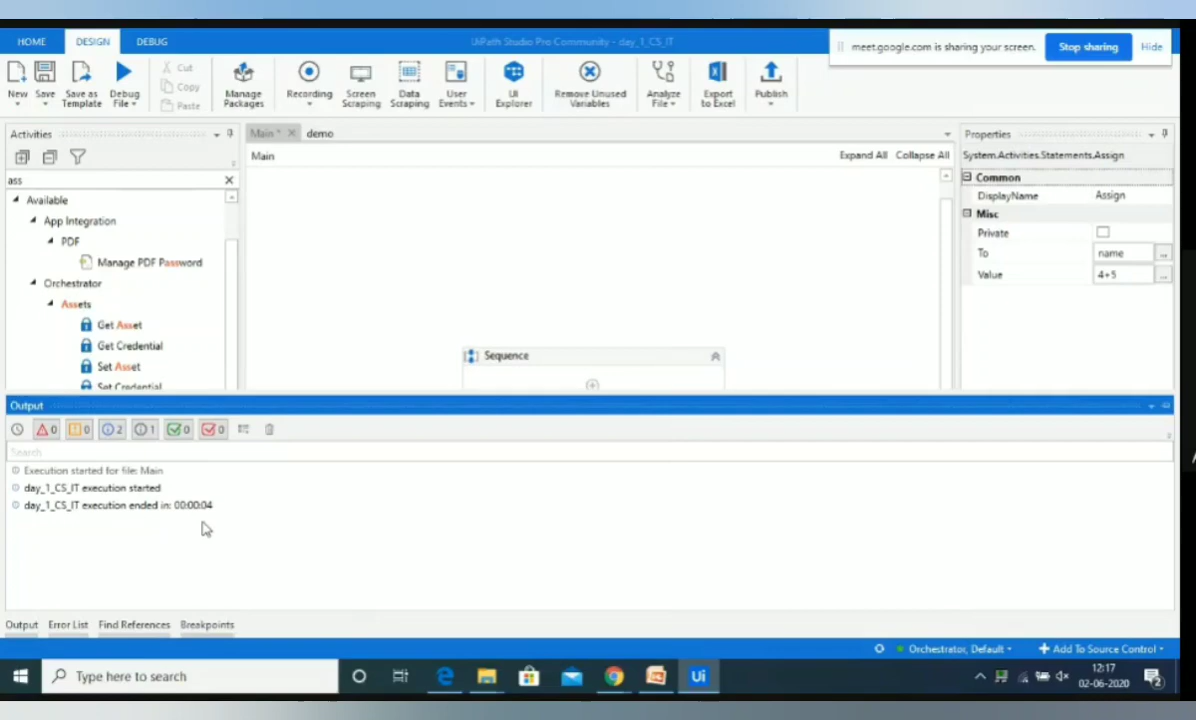 HOME DESIGN DEBUG
UiPath Studio Pro Community - day_1_CS_IT
meet.google.com is sharing your screen. Stop sharing Hide
New Save Save as Template Debug File Cut Copy Paste Manage Packages Recording Screen Scraping Data Scraping User Events UI Explorer Remove Unused Variables Analyze File Export to Excel Publish
Activities
ass
Available
App Integration
PDF
Manage PDF Password
Orchestrator
Assets
Get Asset
Get Credential
Set Asset
Set Credential
Main * demo
Main Expand All Collapse All
Sequence
Properties
System.Activities.Statements.Assign
Common
DisplayName Assign
Misc
Private
To name ...
Value 4+5 ...
Output
0 0 2 1 0 0
Search
Execution started for file: Main
day_1_CS_IT execution started
day_1_CS_IT execution ended in: 00:00:04
Output Error List Find References Breakpoints
Orchestrator, Default Add To Source Control
Type here to search
Ui
12:17
02-06-2020
2